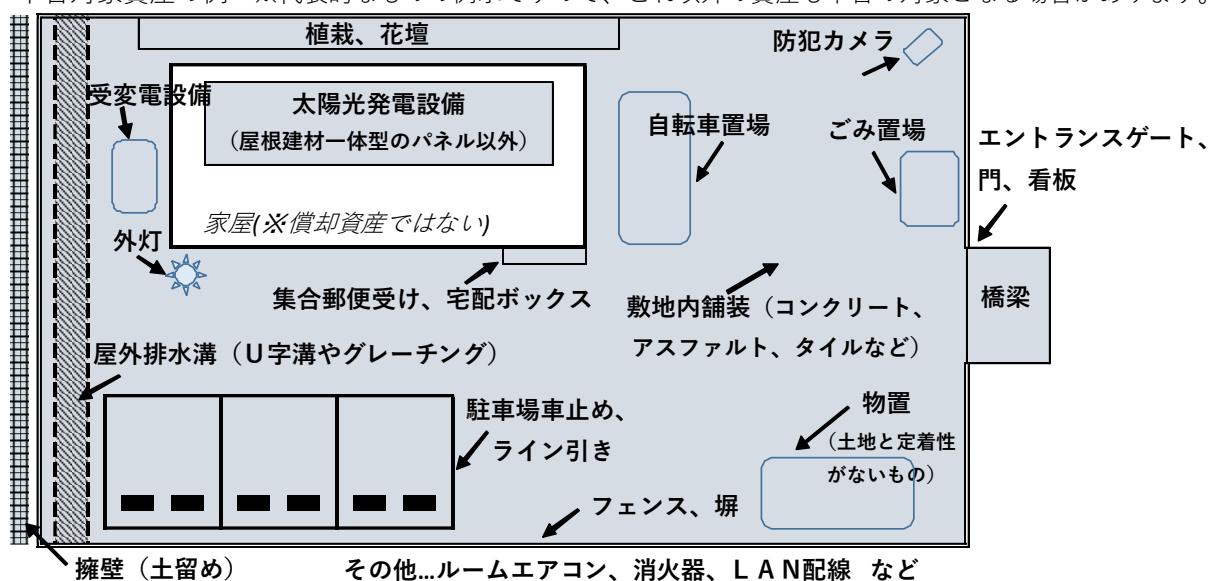 植栽、花壇
防犯カメラ
受変電設備
太陽光発電設備
（屋根建材一体型のパネル以外）
自転車置場
ごみ置場
エントランスゲート、
門、看板
家屋(※償却資産ではない)
外灯
集合郵便受け、宅配ボックス
敷地内舗装（コンクリート、
アスファルト、タイルなど）
橋梁
屋外排水溝（Ｕ字溝やグレーチング）
駐車場車止め、
ライン引き
物置
（土地と定着性
がないもの）
フェンス、塀
擁壁（土留め）
その他…ルームエアコン、消火器、ＬＡＮ配線 など